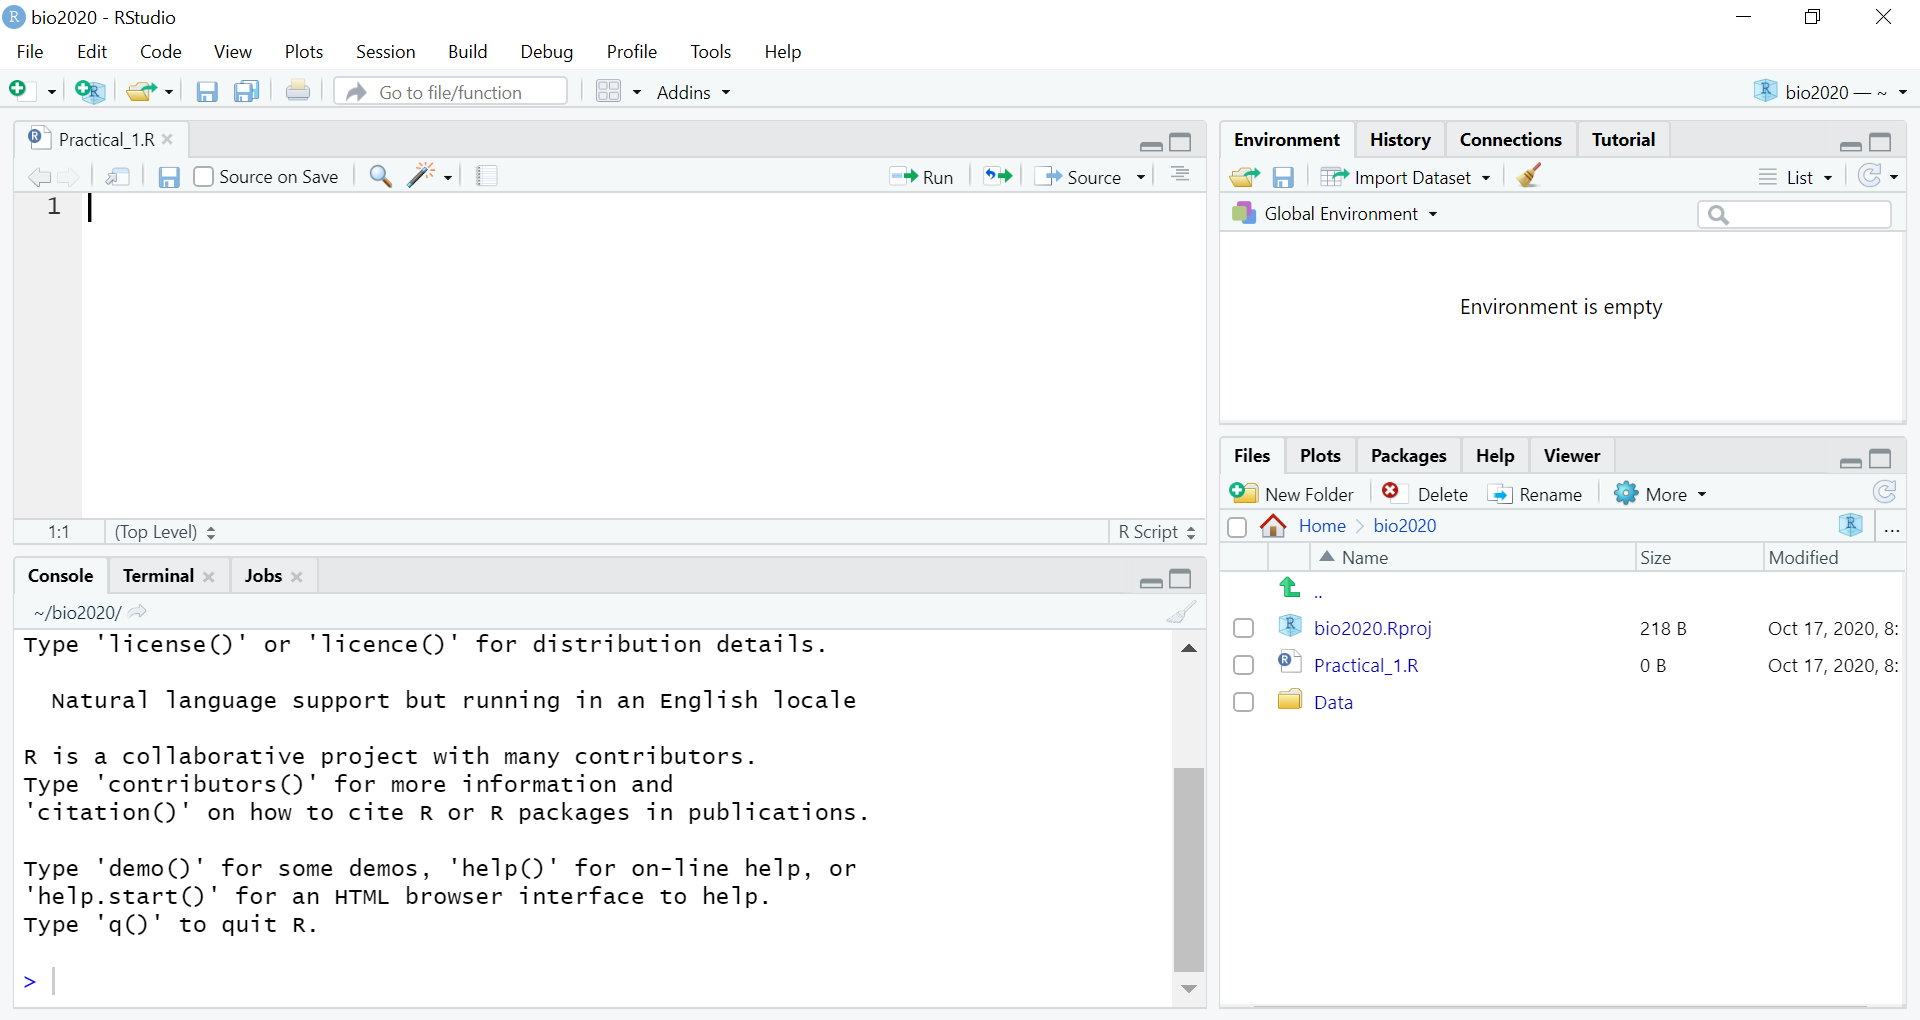 bio2020 - RStudio
File Edit Code View Plots Session Build Debug Profile Tools Help
Go to file/function Addins bio2020 — ~
Practical_1.R
Source on Save Run Source
1
1:1 (Top Level) R Script
Console Terminal Jobs
~/bio2020/
Type 'license()' or 'licence()' for distribution details.
Natural language support but running in an English locale
R is a collaborative project with many contributors.
Type 'contributors()' for more information and
'citation()' on how to cite R or R packages in publications.
Type 'demo()' for some demos, 'help()' for on-line help, or
'help.start()' for an HTML browser interface to help.
Type 'q()' to quit R.
>
Environment History Connections Tutorial
Import Dataset List
Global Environment
Environment is empty
Files Plots Packages Help Viewer
New Folder Delete Rename More
Home bio2020 ...
Name Size Modified
..
bio2020.Rproj 218 B Oct 17, 2020, 8:
Practical_1.R 0 B Oct 17, 2020, 8:
Data